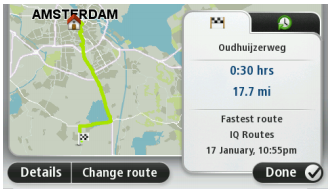 AMSTERDAM
Oudhuijzerweg
0:30 hrs
17.7 mi
Fastest route
IQ Routes
17 January, 10:55pm
Details
Change route
Done